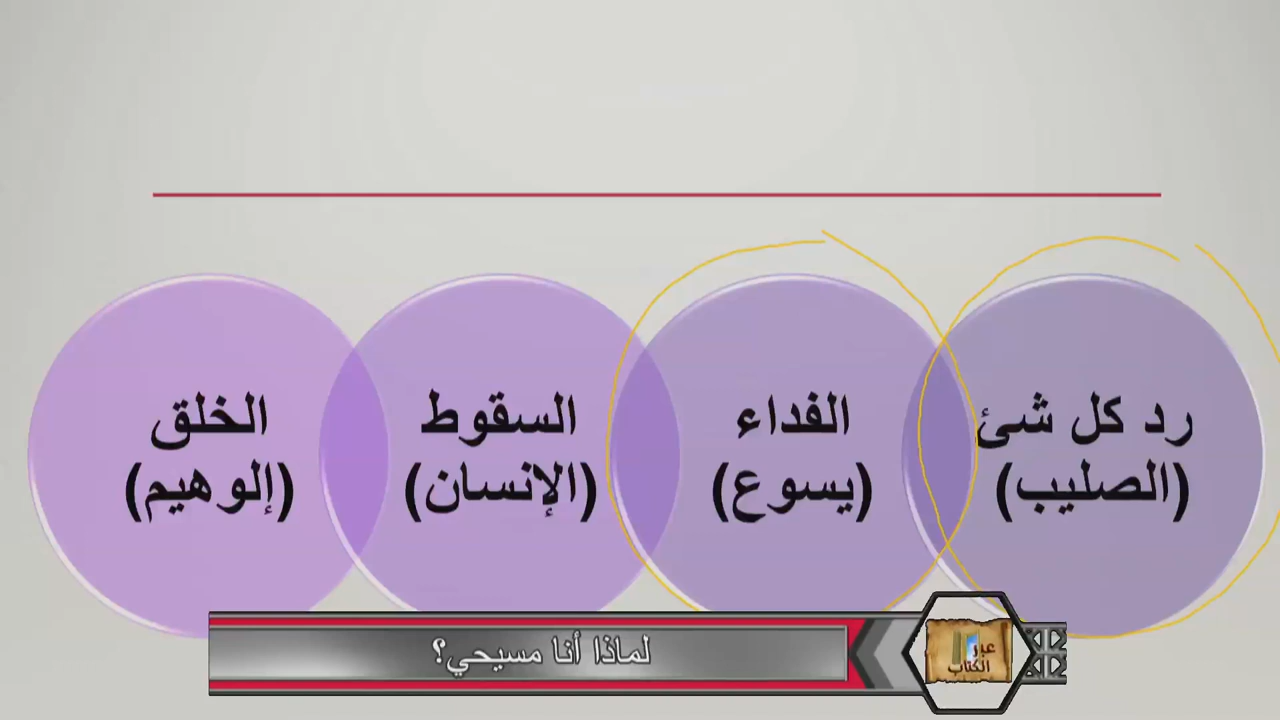 الخلق
(إلوهيم)
السقوط
(الإنسان)
الفداء
(يسوع)
رد كل شئ
(الصليب)
لماذا أنا مسيحي؟
عبر
الكتاب